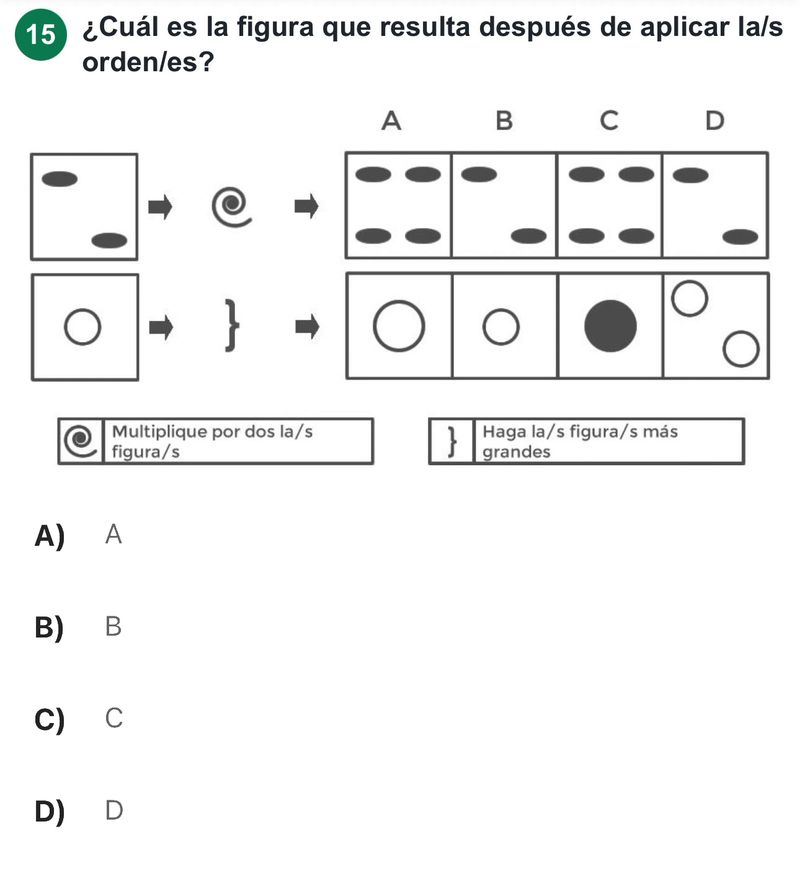 15 ¿Cuál es la figura que resulta después de aplicar la/s
orden/es?
A B C D
}
Multiplique por dos la/s
figura/s
} Haga la/s figura/s más
grandes
A) A
B) B
C) C
D) D